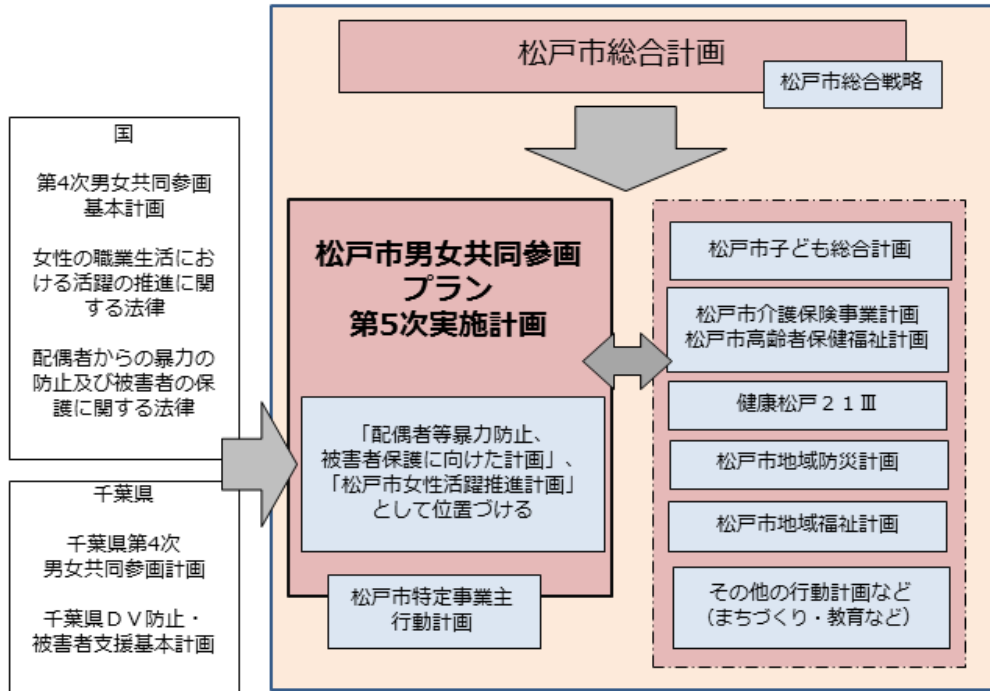 松戸市総合計画
松戸市総合戦略
国
第4次男女共同参画
基本計画
女性の職業生活にお
ける活躍の推進に関
する法律
配偶者からの暴力の
防止及び被害者の保
護に関する法律
千葉県
千葉県第4次
男女共同参画計画
千葉県ＤＶ防止・
被害者支援基本計画
松戸市男女共同参画
プラン
第5次実施計画
「配偶者等暴力防止、
被害者保護に向けた計画」、
「松戸市女性活躍推進計画」
として位置づける
松戸市特定事業主
行動計画
松戸市子ども総合計画
松戸市介護保険事業計画
松戸市高齢者保健福祉計画
健康松戸２１Ⅲ
松戸市地域防災計画
松戸市地域福祉計画
その他の行動計画など
（まちづくり・教育など）